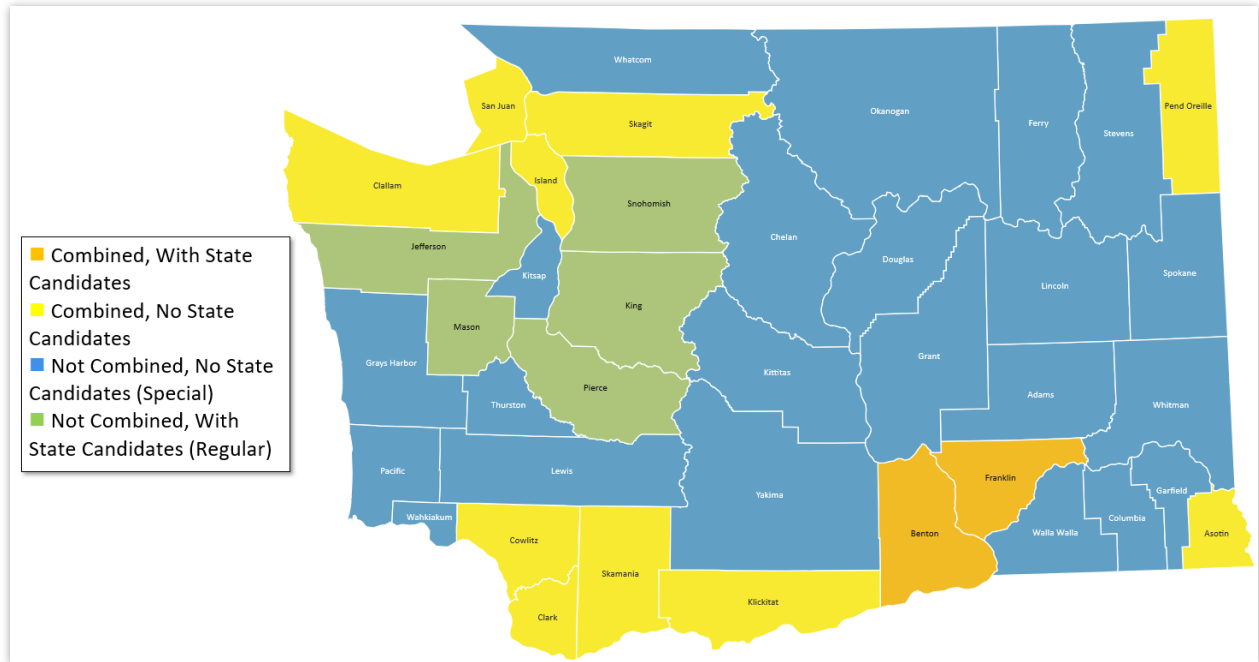 Whatcom
San Juan
Skagit
Okanogan
Ferry
Stevens
Pend Oreille
Clallam
Island
Snohomish
Chelan
Jefferson
Kitsap
Douglas
Lincoln
Spokane
King
Mason
Grays Harbor
Grant
Kittitas
Pierce
Thurston
Adams
Whitman
Pacific
Lewis
Yakima
Franklin
Garfield
Wahkiakum
Columbia
Walla Walla
Benton
Asotin
Cowlitz
Skamania
Klickitat
Clark
Combined, With State
Candidates
Combined, No State
Candidates
Not Combined, No State
Candidates (Special)
Not Combined, With
State Candidates (Regular)